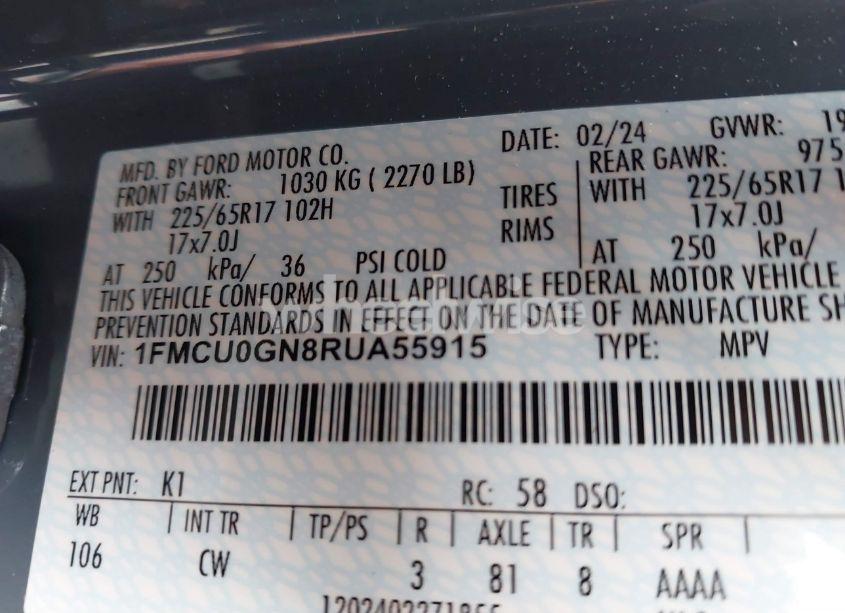 MFD. BY FORD MOTOR CO. DATE: 02/24 GVWR: 19
FRONT GAWR: 1030 KG ( 2270 LB) REAR GAWR: 975
WITH 225/65R17 102H TIRES WITH 225/65R17 1
17x7.0J RIMS 17x7.0J
AT 250 kPa/ 36 PSI COLD AT 250 kPa/
THIS VEHICLE CONFORMS TO ALL APPLICABLE FEDERAL MOTOR VEHICLE
PREVENTION STANDARDS IN EFFECT ON THE DATE OF MANUFACTURE SH
VIN: 1FMCU0GN8RUA55915 TYPE: MPV
EXT PNT: K1 RC: 58 DSO:
WB INT TR TP/PS R AXLE TR SPR
106 CW 3 81 8 AAAA